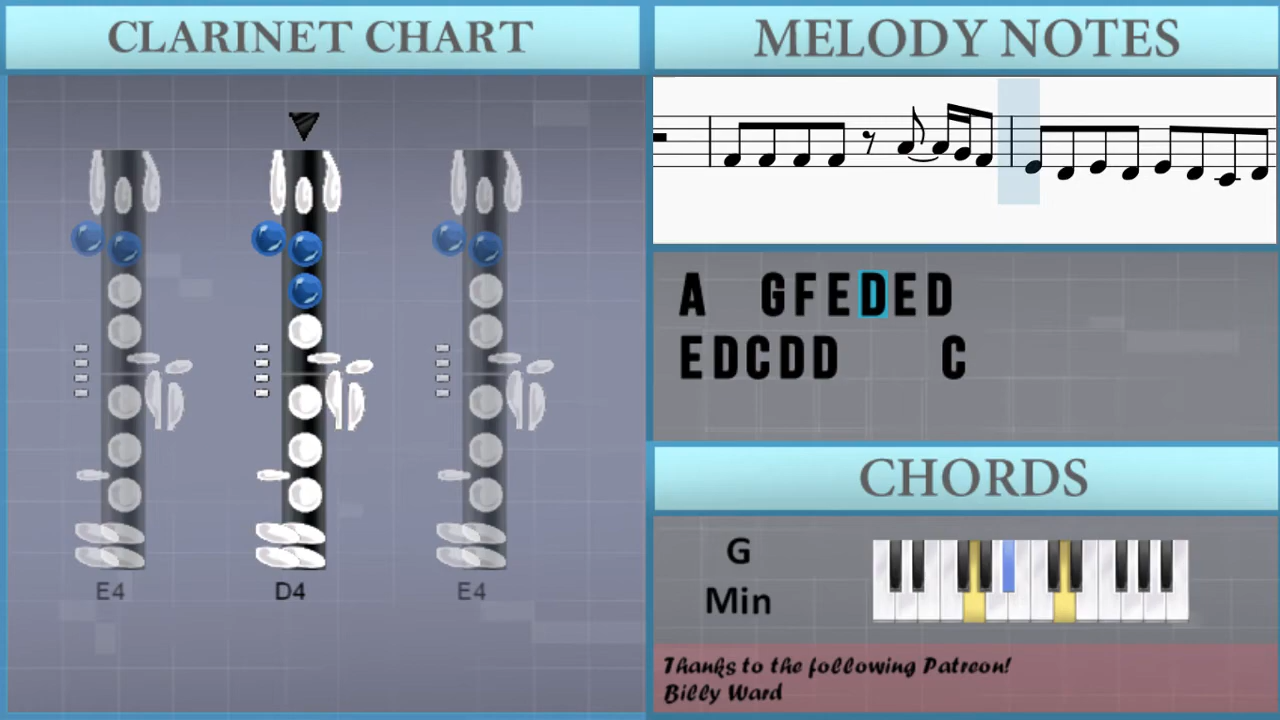 CLARINET CHART
E4
D4
E4
MELODY NOTES
A GFEDED
EDCDD C
CHORDS
G
Min
Thanks to the following Patreon!
Billy Ward